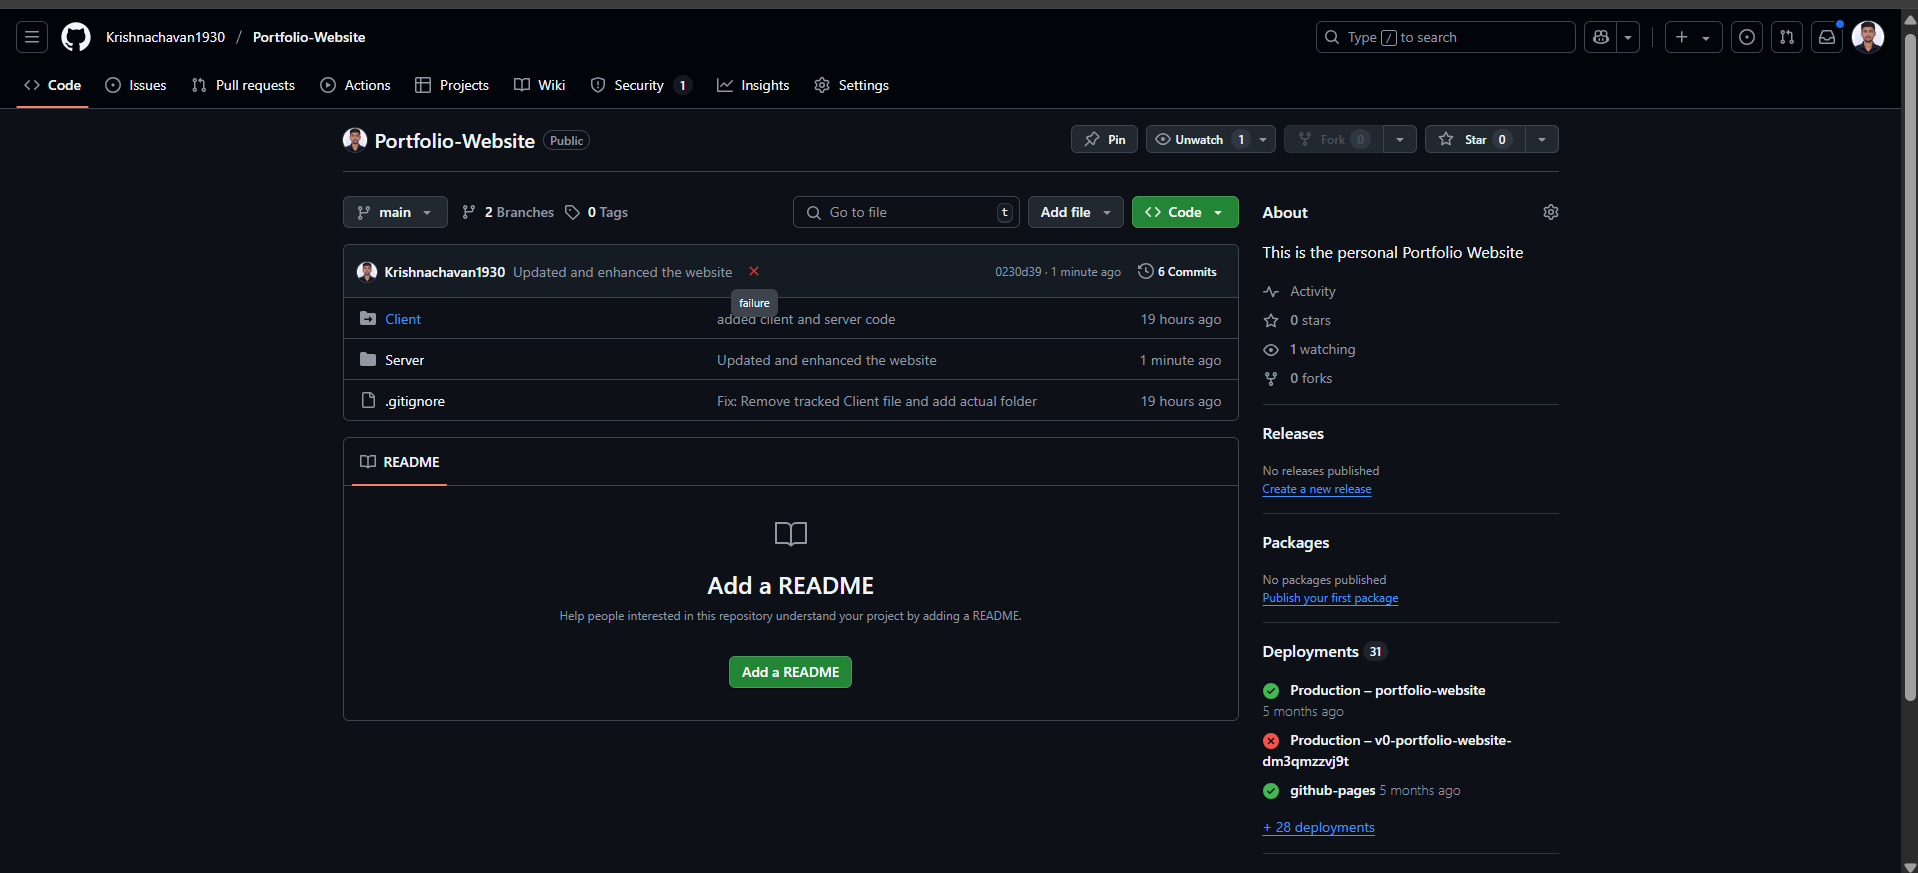 Krishnachavan1930 / Portfolio-Website
Type / to search
Code Issues Pull requests Actions Projects Wiki Security 1 Insights Settings
Portfolio-Website Public
Pin Unwatch 1 Fork 0 Star 0
main 2 Branches 0 Tags
Go to file t Add file Code
Krishnachavan1930 Updated and enhanced the website 0230d39 · 1 minute ago 6 Commits
failure
Client added client and server code 19 hours ago
Server Updated and enhanced the website 1 minute ago
.gitignore Fix: Remove tracked Client file and add actual folder 19 hours ago
README
Add a README
Help people interested in this repository understand your project by adding a README.
Add a README
About
This is the personal Portfolio Website
Activity
0 stars
1 watching
0 forks
Releases
No releases published
Create a new release
Packages
No packages published
Publish your first package
Deployments 31
Production – portfolio-website
5 months ago
Production – v0-portfolio-website-
dm3qmzzvj9t
github-pages 5 months ago
+ 28 deployments